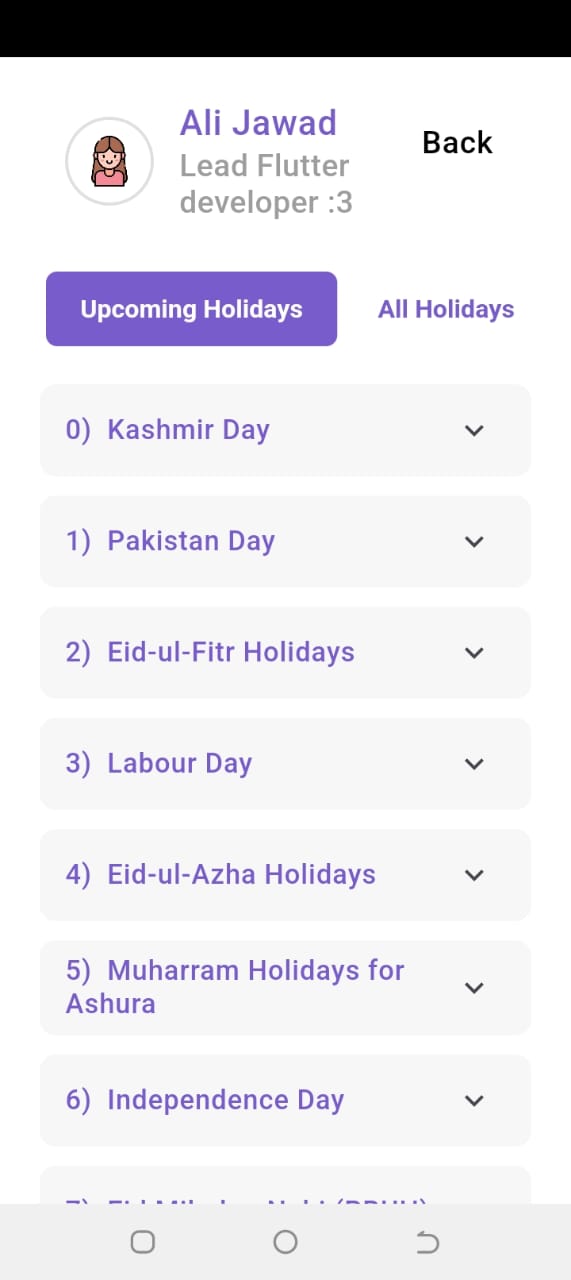 Ali Jawad
Lead Flutter
developer :3
Back
Upcoming Holidays
All Holidays
0) Kashmir Day
1) Pakistan Day
2) Eid-ul-Fitr Holidays
3) Labour Day
4) Eid-ul-Azha Holidays
5) Muharram Holidays for
Ashura
6) Independence Day